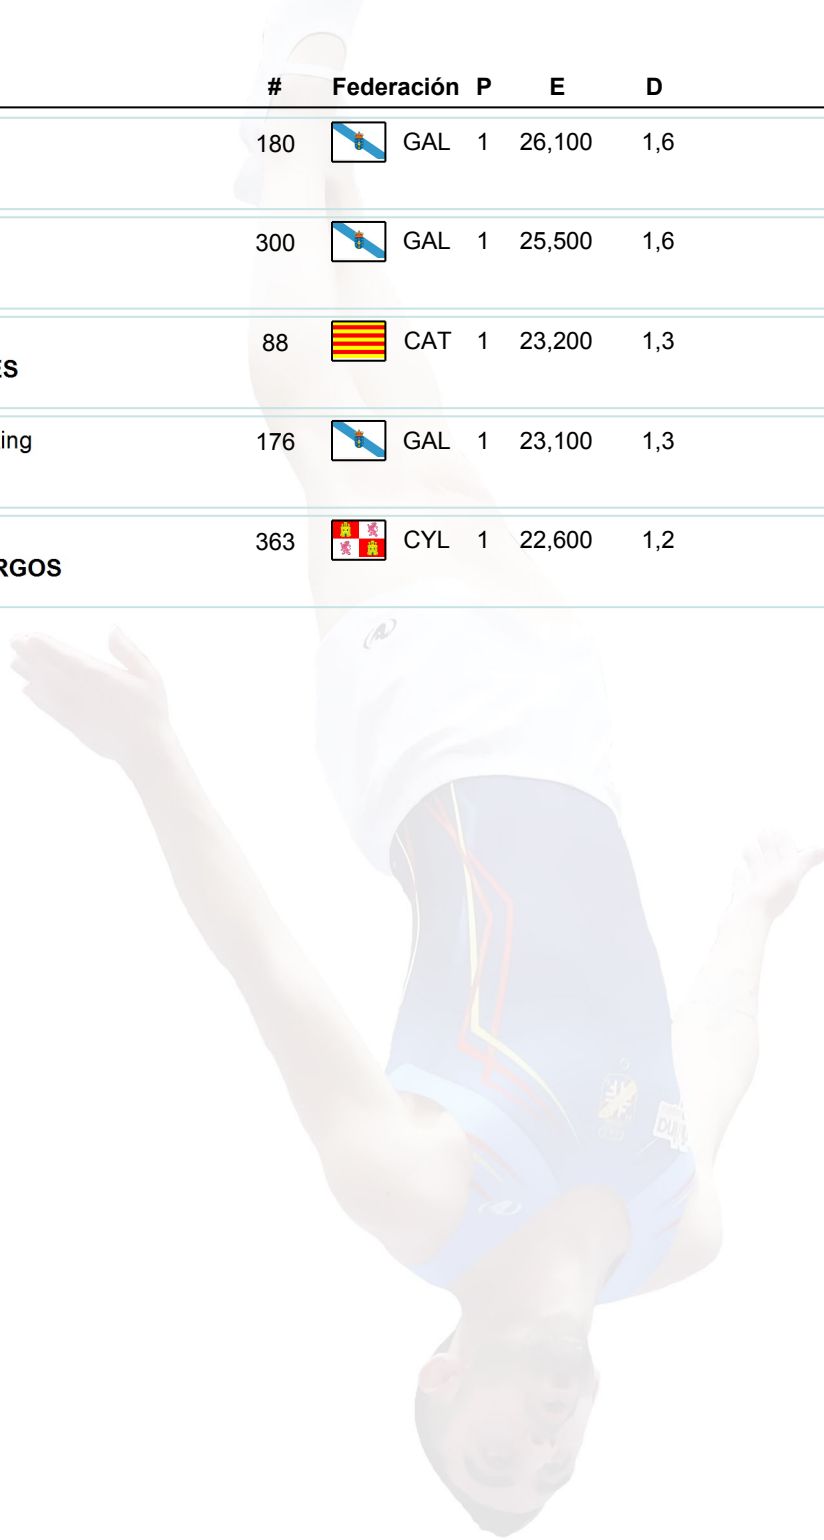 # Federación P E D
180 GAL 1 26,100 1,6
300 GAL 1 25,500 1,6
88 CAT 1 23,200 1,3
ES
ing 176 GAL 1 23,100 1,3
363 CYL 1 22,600 1,2
RGOS